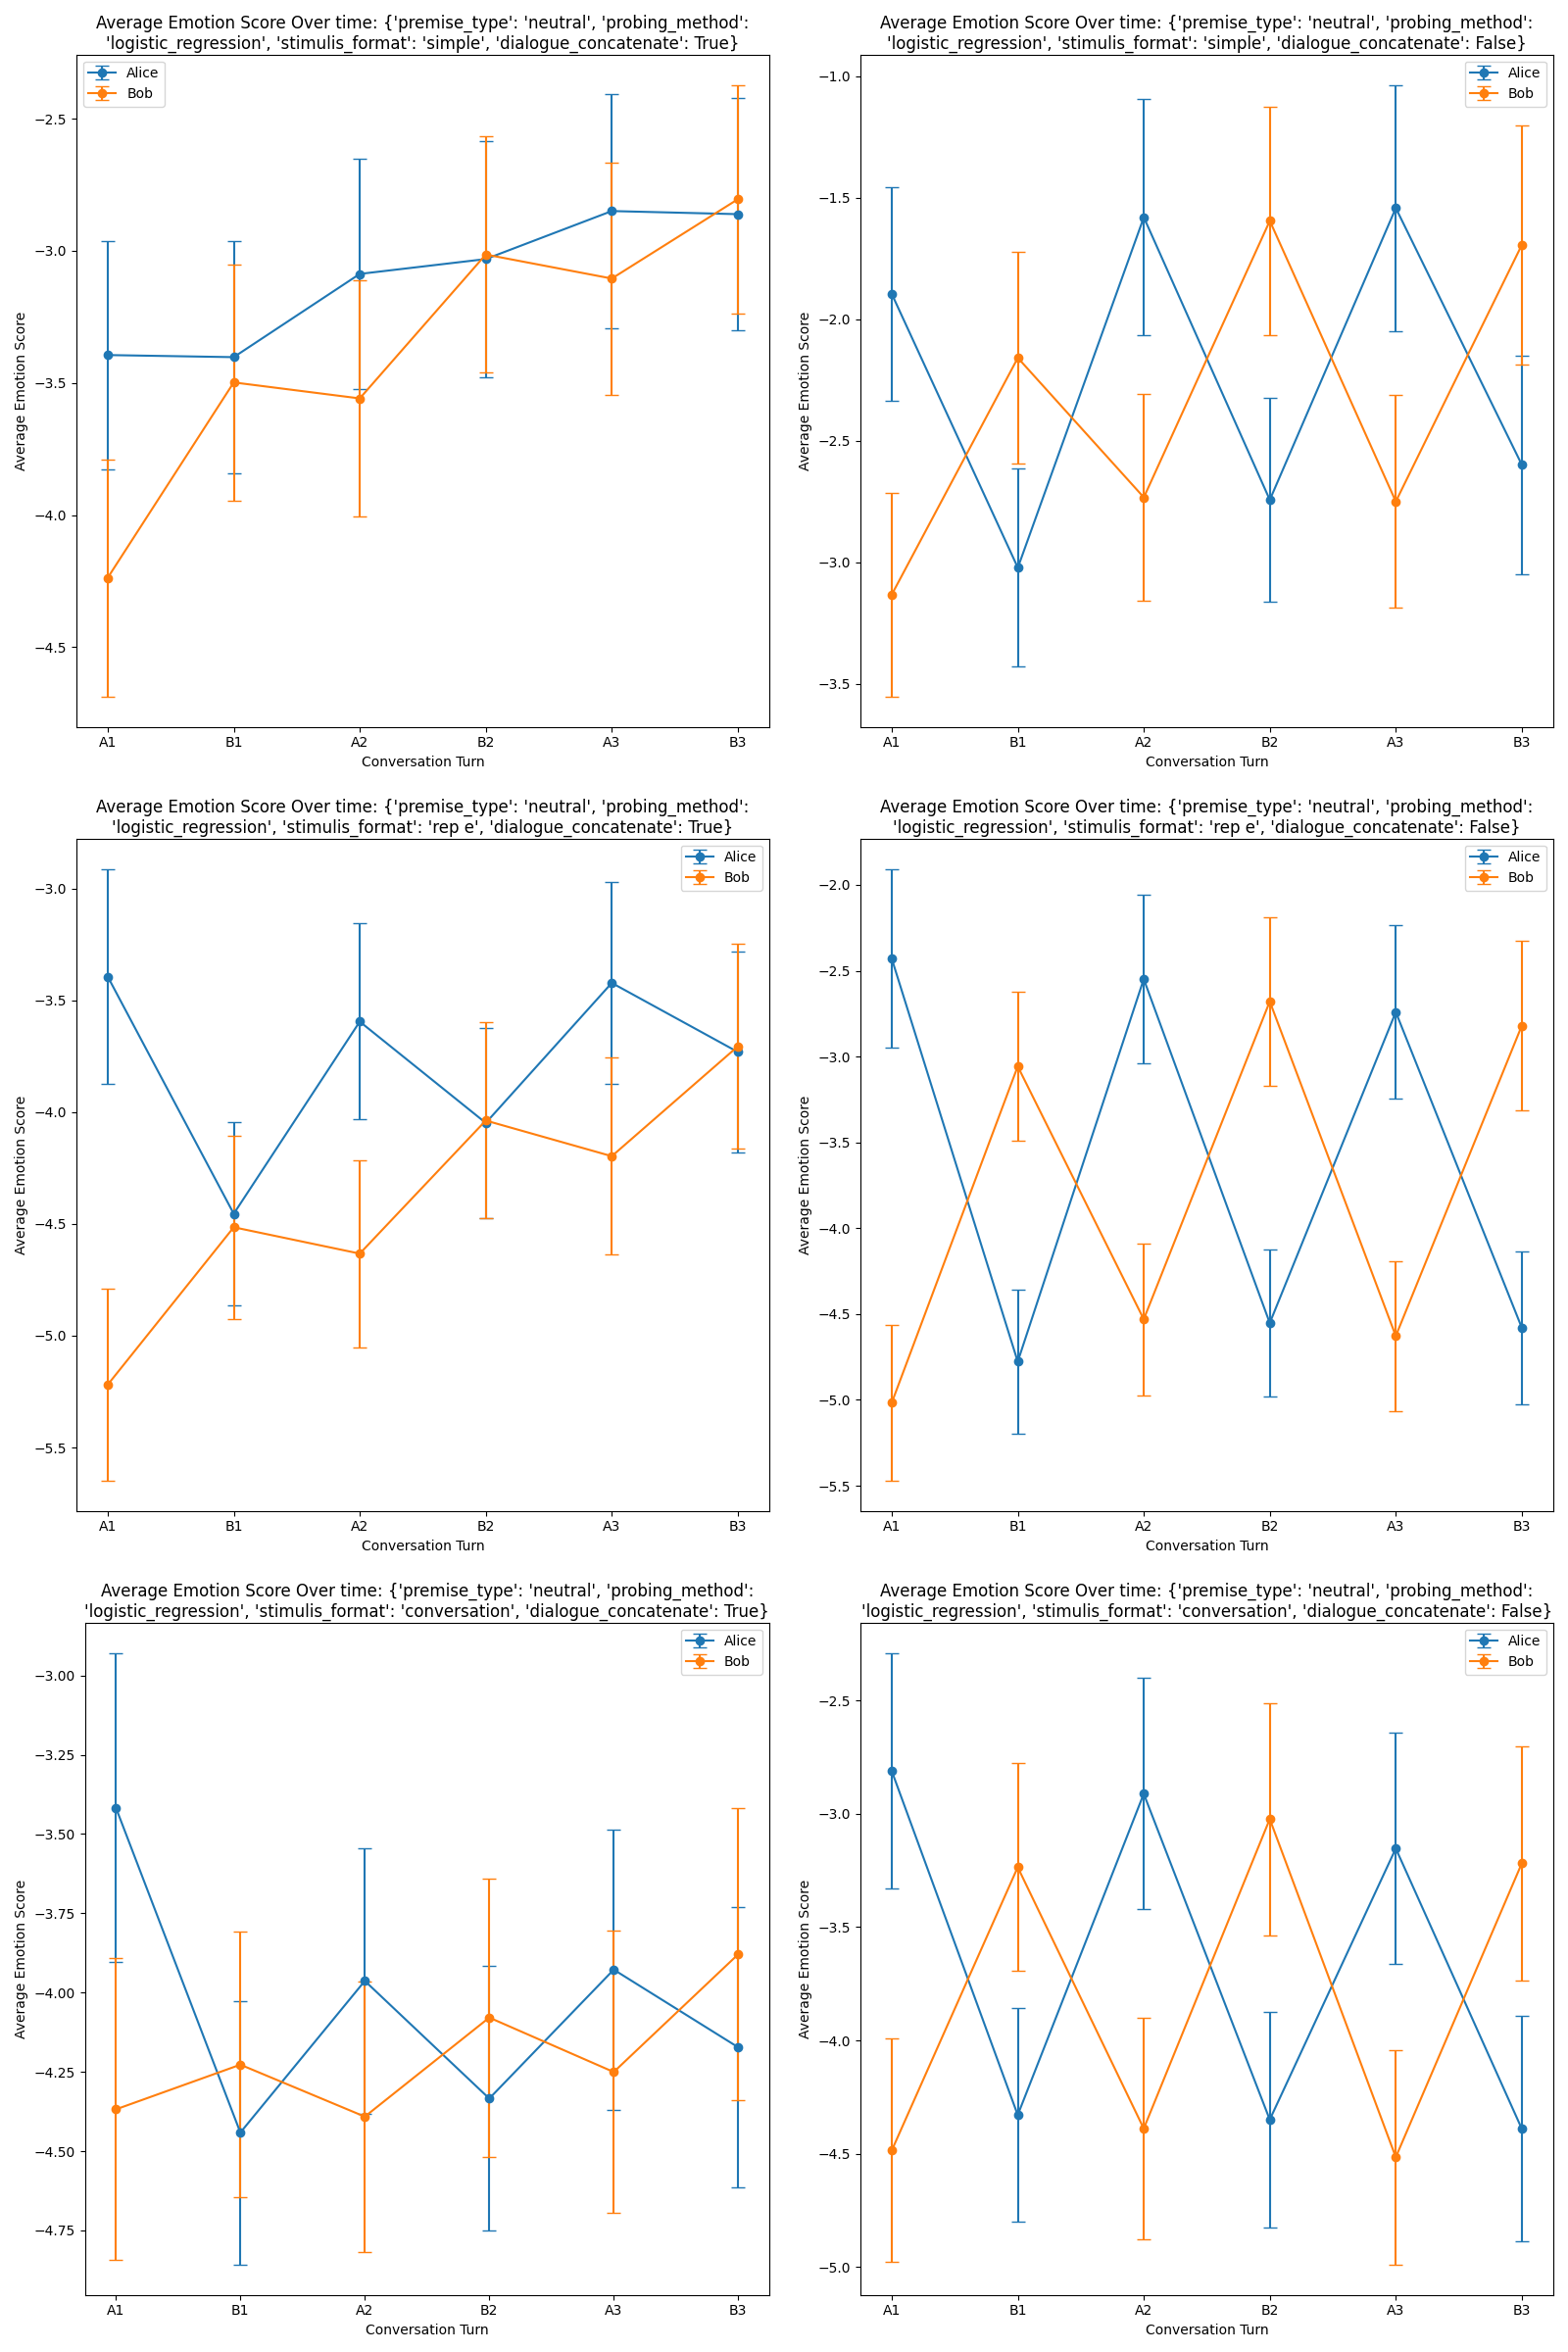 Average Emotion Score Over time: {'premise_type': 'neutral', 'probing_method':
'logistic_regression', 'stimulis_format': 'simple', 'dialogue_concatenate': True}
Alice
Bob
−2.5
−3.0
−3.5
−4.0
−4.5
Average Emotion Score
A1 B1 A2 B2 A3 B3
Conversation Turn
Average Emotion Score Over time: {'premise_type': 'neutral', 'probing_method':
'logistic_regression', 'stimulis_format': 'simple', 'dialogue_concatenate': False}
Alice
Bob
−1.0
−1.5
−2.0
−2.5
−3.0
−3.5
Average Emotion Score
A1 B1 A2 B2 A3 B3
Conversation Turn
Average Emotion Score Over time: {'premise_type': 'neutral', 'probing_method':
'logistic_regression', 'stimulis_format': 'rep e', 'dialogue_concatenate': True}
Alice
Bob
−3.0
−3.5
−4.0
−4.5
−5.0
−5.5
Average Emotion Score
A1 B1 A2 B2 A3 B3
Conversation Turn
Average Emotion Score Over time: {'premise_type': 'neutral', 'probing_method':
'logistic_regression', 'stimulis_format': 'rep e', 'dialogue_concatenate': False}
Alice
Bob
−2.0
−2.5
−3.0
−3.5
−4.0
−4.5
−5.0
−5.5
Average Emotion Score
A1 B1 A2 B2 A3 B3
Conversation Turn
Average Emotion Score Over time: {'premise_type': 'neutral', 'probing_method':
'logistic_regression', 'stimulis_format': 'conversation', 'dialogue_concatenate': True}
Alice
Bob
−3.00
−3.25
−3.50
−3.75
−4.00
−4.25
−4.50
−4.75
Average Emotion Score
A1 B1 A2 B2 A3 B3
Conversation Turn
Average Emotion Score Over time: {'premise_type': 'neutral', 'probing_method':
'logistic_regression', 'stimulis_format': 'conversation', 'dialogue_concatenate': False}
Alice
Bob
−2.5
−3.0
−3.5
−4.0
−4.5
−5.0
Average Emotion Score
A1 B1 A2 B2 A3 B3
Conversation Turn